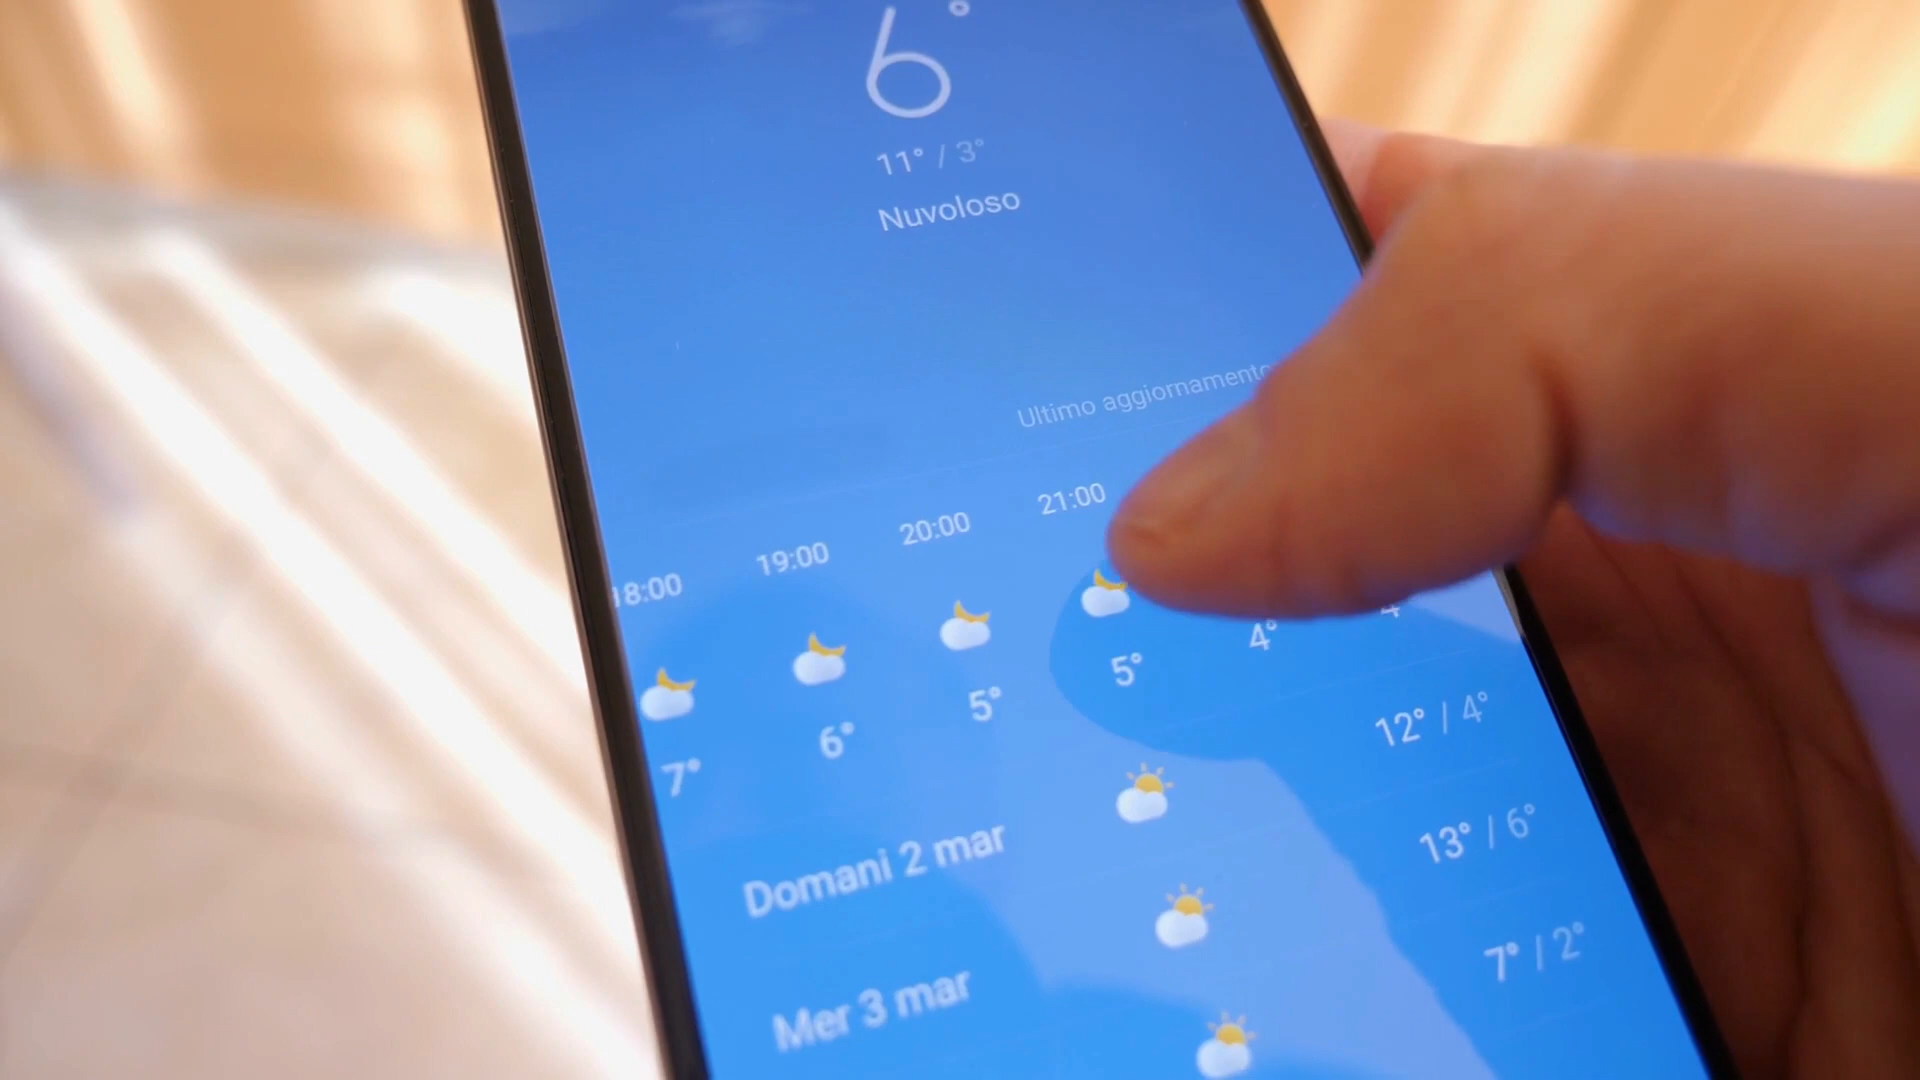 6°
11° / 3°
Nuvoloso
Ultimo aggiornamento
18:00 19:00 20:00 21:00
7° 6° 5° 5° 4° 4°
Domani 2 mar 12° / 4°
Mer 3 mar 13° / 6°
7° / 2°